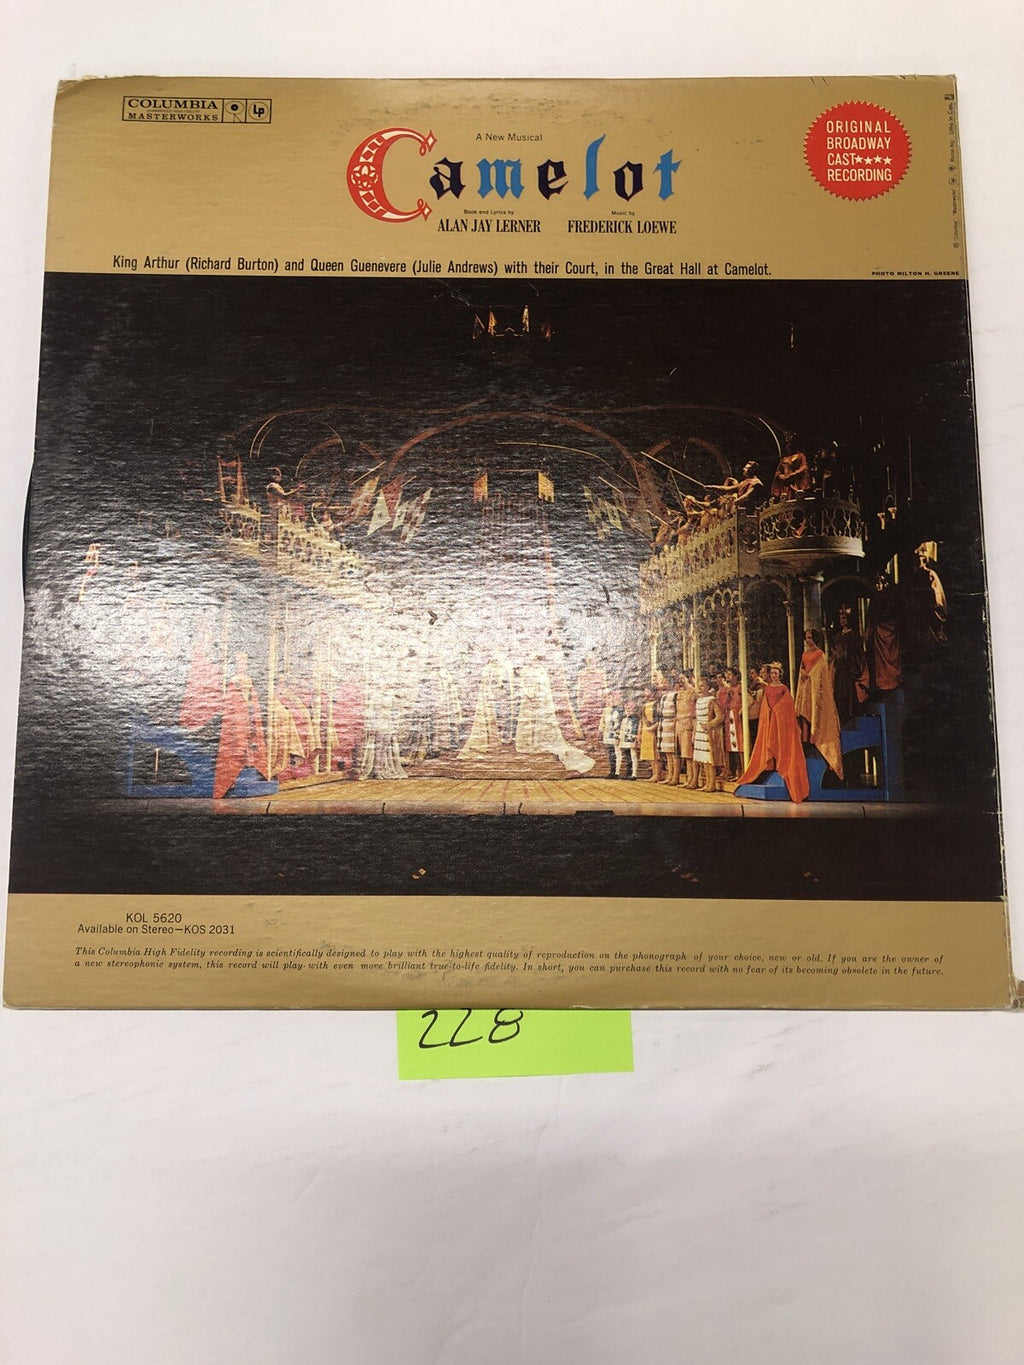 COLUMBIA
MASTERWORKS
Lp
A New Musical
Camelot
Book and Lyrics by
ALAN JAY LERNER
Music by
FREDERICK LOEWE
ORIGINAL
BROADWAY
CAST★★★★
RECORDING
King Arthur (Richard Burton) and Queen Guenevere (Julie Andrews) with their Court, in the Great Hall at Camelot.
PHOTO MILTON H. GREENE
KOL 5620
Available on Stereo—KOS 2031
This Columbia High Fidelity recording is scientifically designed to play with the highest quality of reproduction on the phonograph of your choice, new or old. If you are the owner of
a new stereophonic system, this record will play with even more brilliant true-to-life fidelity. In short, you can purchase this record with no fear of its becoming obsolete in the future.
228